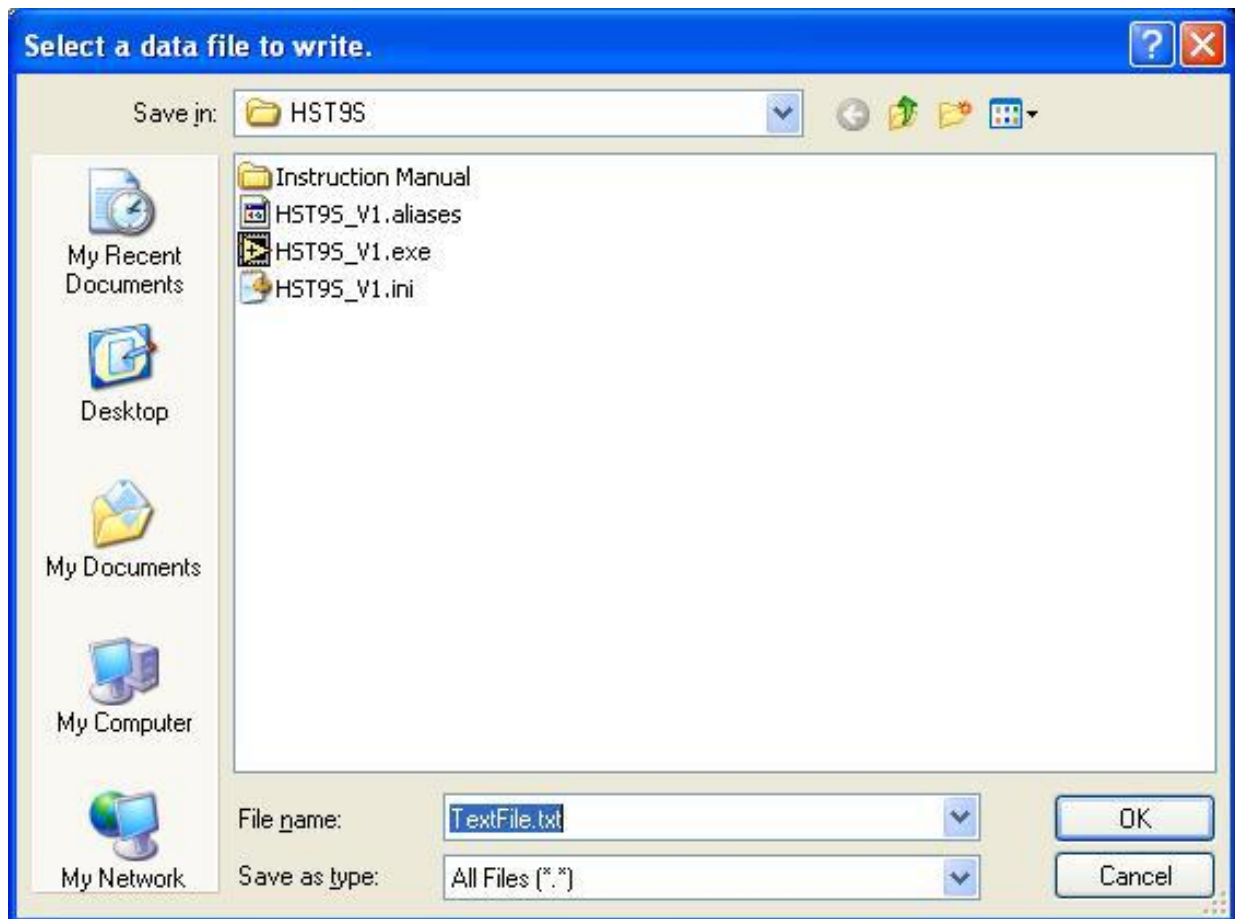 Select a data file to write.
Save in:
HST9S
My Recent
Documents
Desktop
My Documents
My Computer
My Network
Instruction Manual
HST9S_V1.aliases
HST9S_V1.exe
HST9S_V1.ini
File name:
TextFile.txt
OK
Save as type:
All Files (*.*)
Cancel